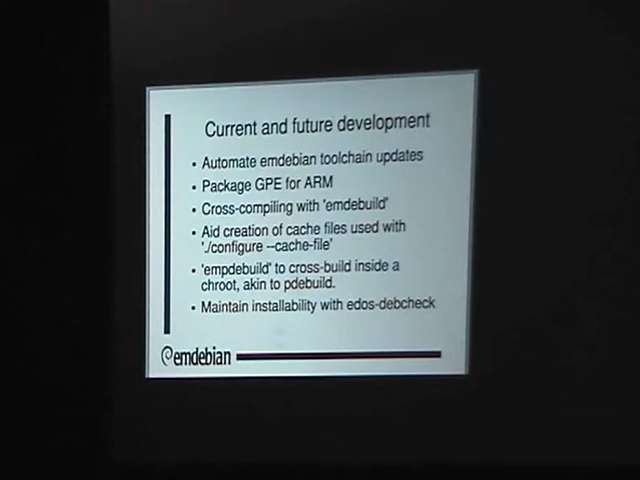 Current and future development
• Automate emdebian toolchain updates
• Package GPE for ARM
• Cross-compiling with 'emdebuild'
• Aid creation of cache files used with
'./configure --cache-file'
• 'empdebuild' to cross-build inside a
chroot, akin to pdebuild.
• Maintain installability with edos-debcheck
emdebian